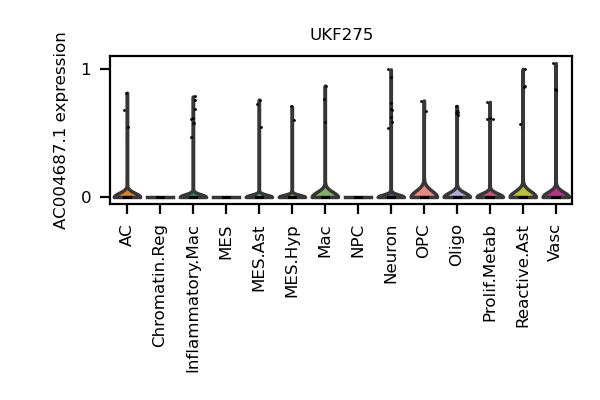 UKF275
AC004687.1 expression
1
0
AC
Chromatin.Reg
Inflammatory.Mac
MES
MES.Ast
MES.Hyp
Mac
NPC
Neuron
OPC
Oligo
Prolif.Metab
Reactive.Ast
Vasc